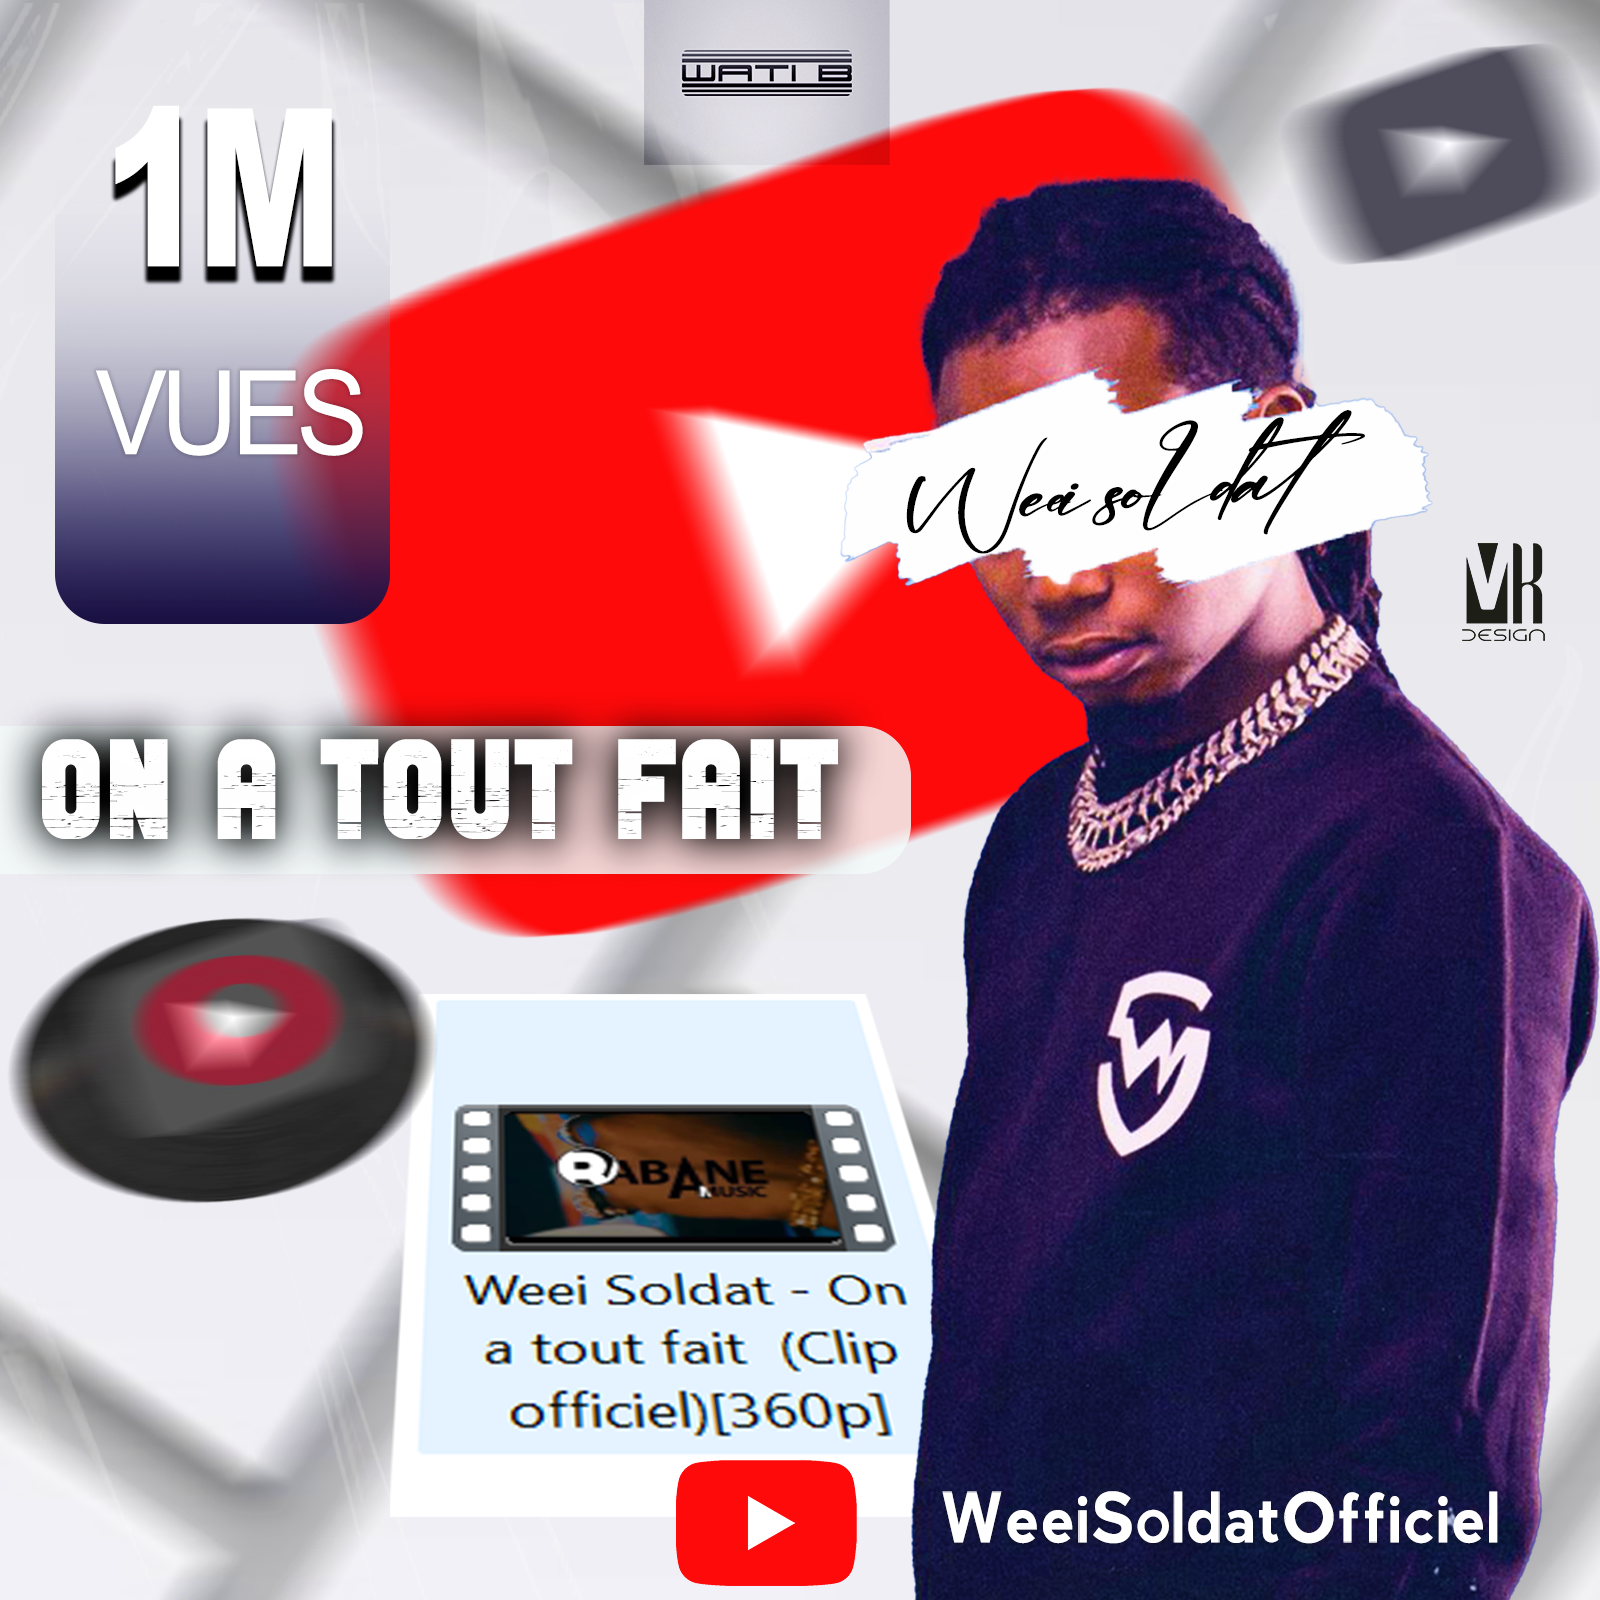 WATI B
1M
VUES
Weei soldat
VK
DESIGN
ON A TOUT FAIT
SW
RABANE
MUSIC
Weei Soldat - On
a tout fait (Clip
officiel)[360p]
WeeiSoldatOfficiel